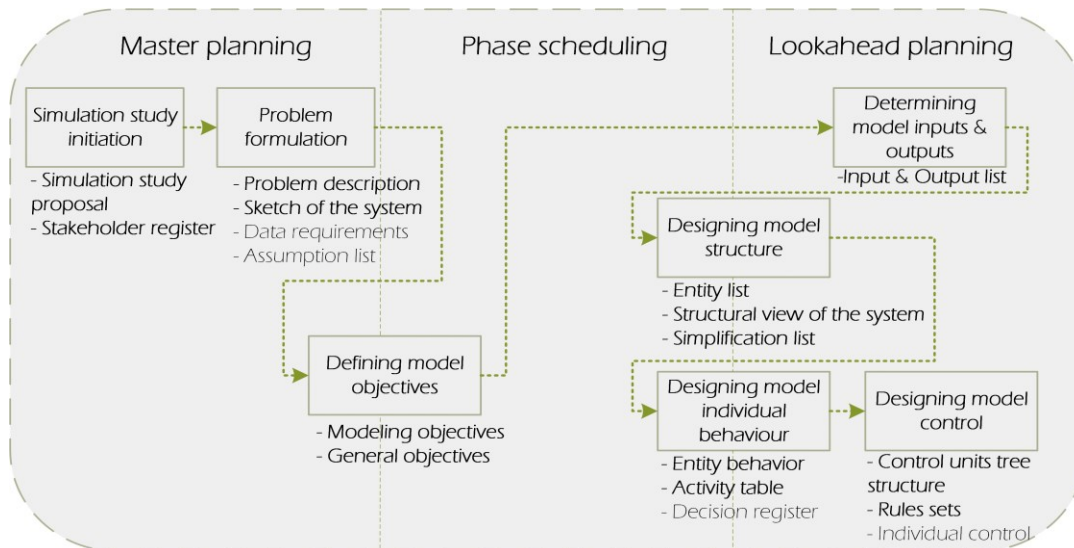 Master planning
Phase scheduling
Lookahead planning
Simulation study
initiation
- Simulation study
proposal
- Stakeholder register
Problem
formulation
- Problem description
- Sketch of the system
- Data requirements
- Assumption list
Defining model
objectives
- Modeling objectives
- General objectives
Determining
model inputs &
outputs
-Input & Output list
Designing model
structure
- Entity list
- Structural view of the system
- Simplification list
Designing model
individual
behaviour
- Entity behavior
- Activity table
- Decision register
Designing model
control
- Control units tree
structure
- Rules sets
- Individual control